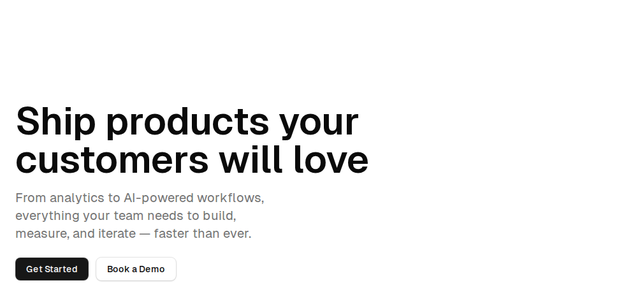 Ship products your
customers will love
From analytics to AI-powered workflows,
everything your team needs to build,
measure, and iterate — faster than ever.
Get Started
Book a Demo